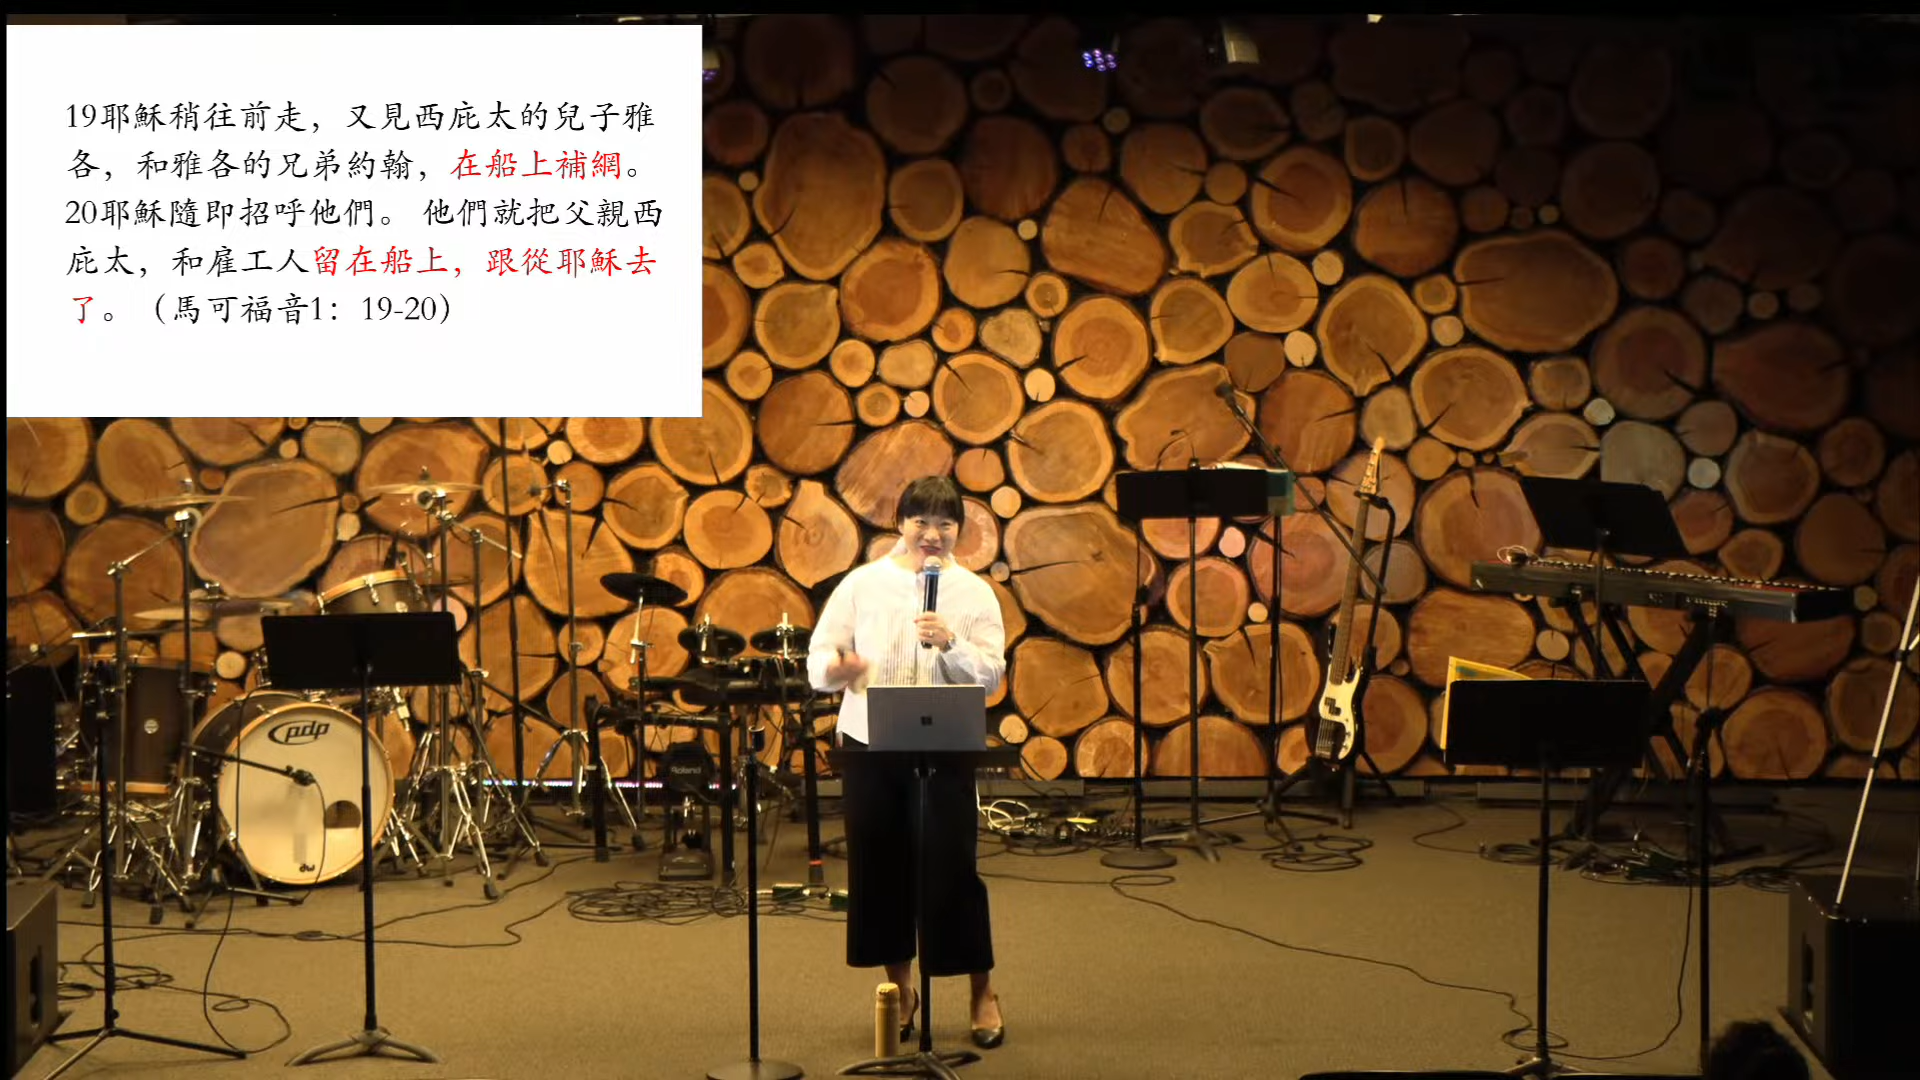 19耶穌稍往前走，又見西庇太的兒子雅
各，和雅各的兄弟約翰，在船上補網。
20耶穌隨即招呼他們。 他們就把父親西
庇太，和雇工人留在船上，跟從耶穌去
了。（馬可福音1：19-20）
pdp
dw
Roland